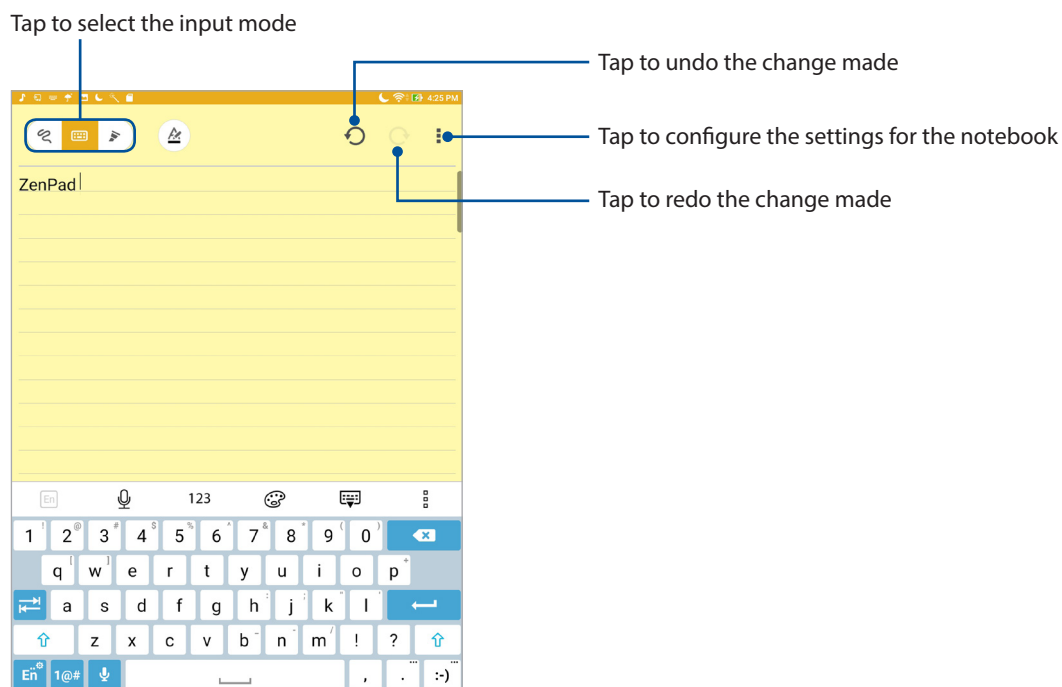 Tap to select the input mode
Tap to undo the change made
4:25 PM
Tap to configure the settings for the notebook
ZenPad
Tap to redo the change made
En
123
1 ! 2 @ 3 # 4 $ 5 % 6 ^ 7 & 8 * 9 ( 0 )
q [ w ] e r t y u i o p +
a s d f g h : j ; k " l '
z x c v b - n ~ m / ! ?
En 1@# , . ... :-) ...